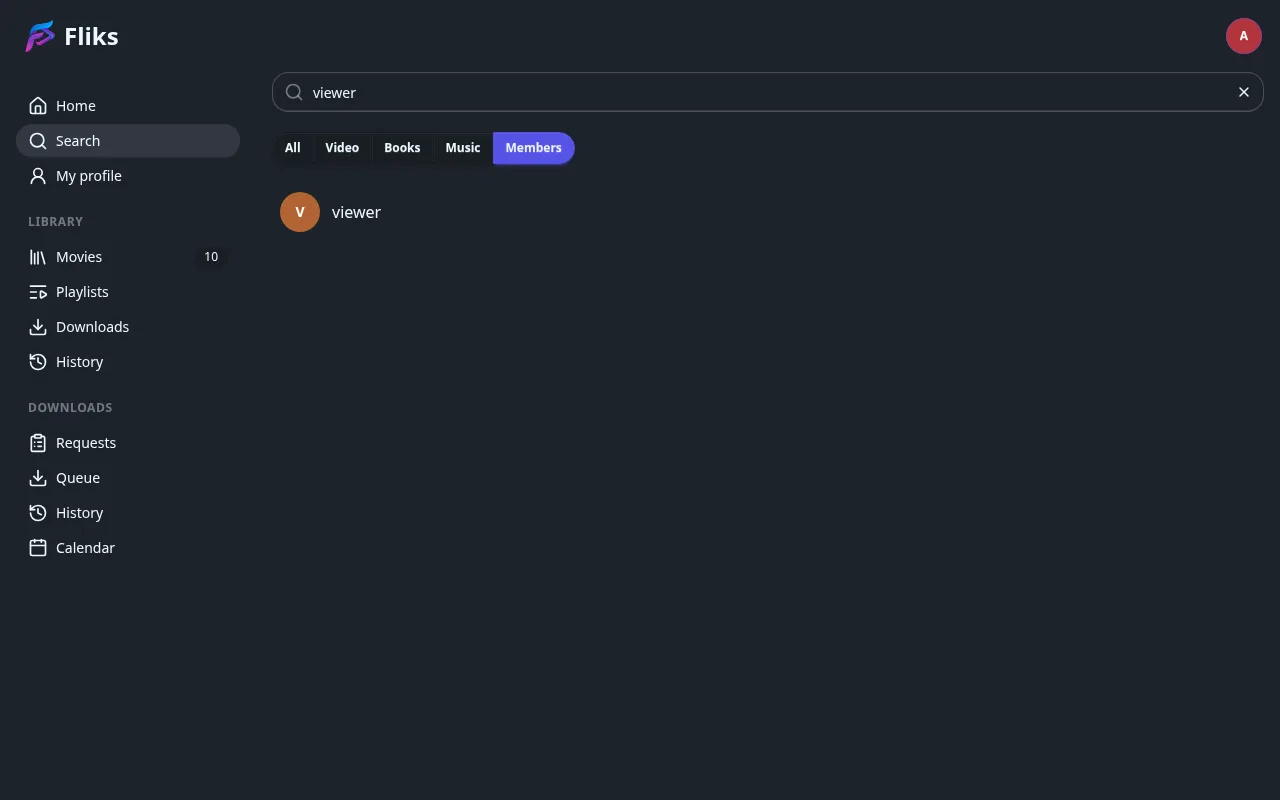 Fliks
A
Home
Search
My profile
LIBRARY
Movies 10
Playlists
Downloads
History
DOWNLOADS
Requests
Queue
History
Calendar
viewer
All Video Books Music Members
V viewer